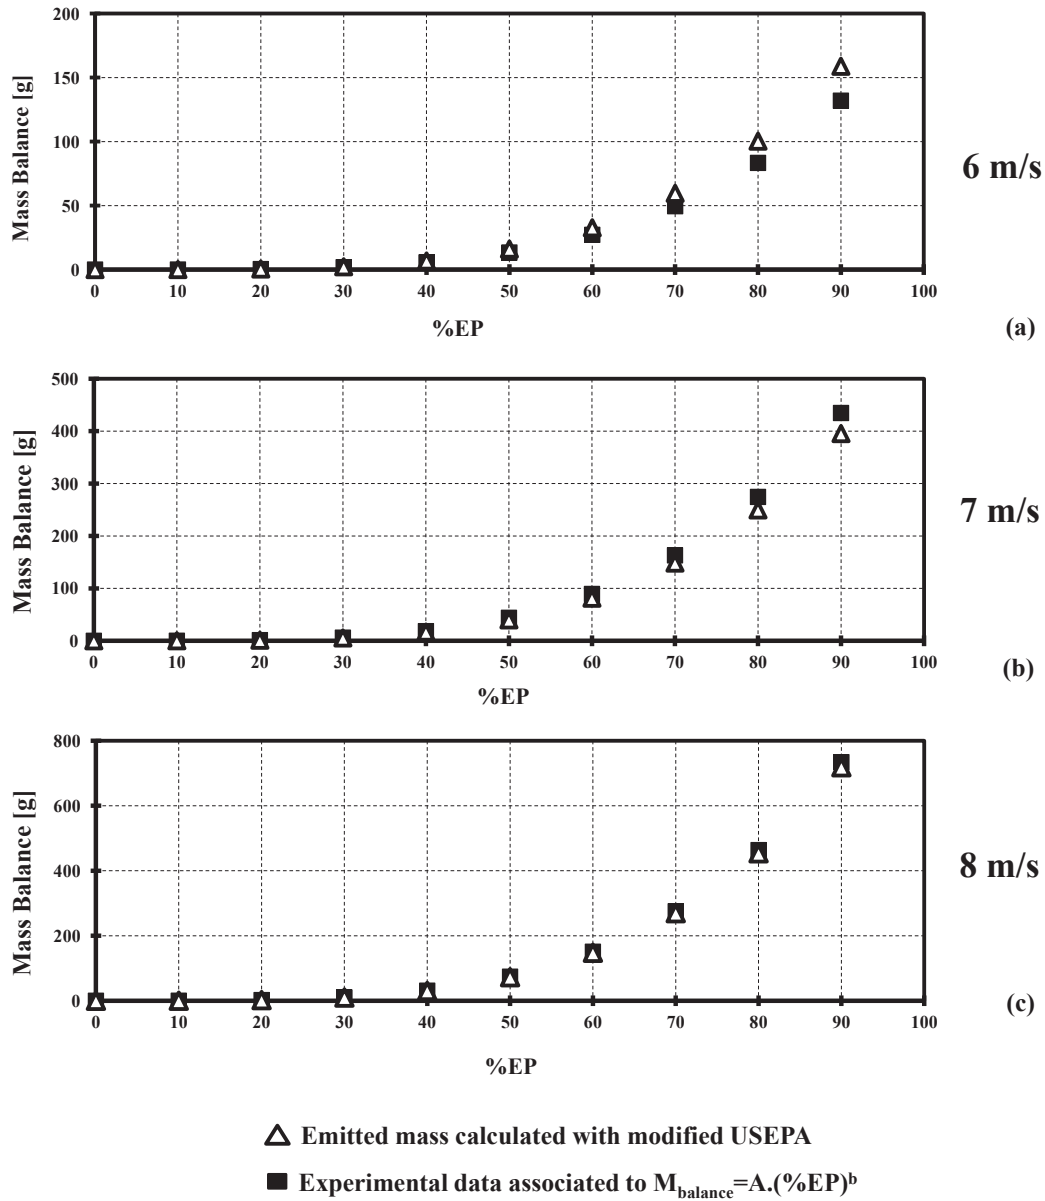 200
150
100
50
0
Mass Balance [g]
0 10 20 30 40 50 60 70 80 90 100
%EP
6 m/s
(a)
500
400
300
200
100
0
Mass Balance [g]
0 10 20 30 40 50 60 70 80 90 100
%EP
7 m/s
(b)
800
600
400
200
0
Mass Balance [g]
0 10 20 30 40 50 60 70 80 90 100
%EP
8 m/s
(c)
Emitted mass calculated with modified USEPA
Experimental data associated to Mbalance=A.(%EP)ᵇ